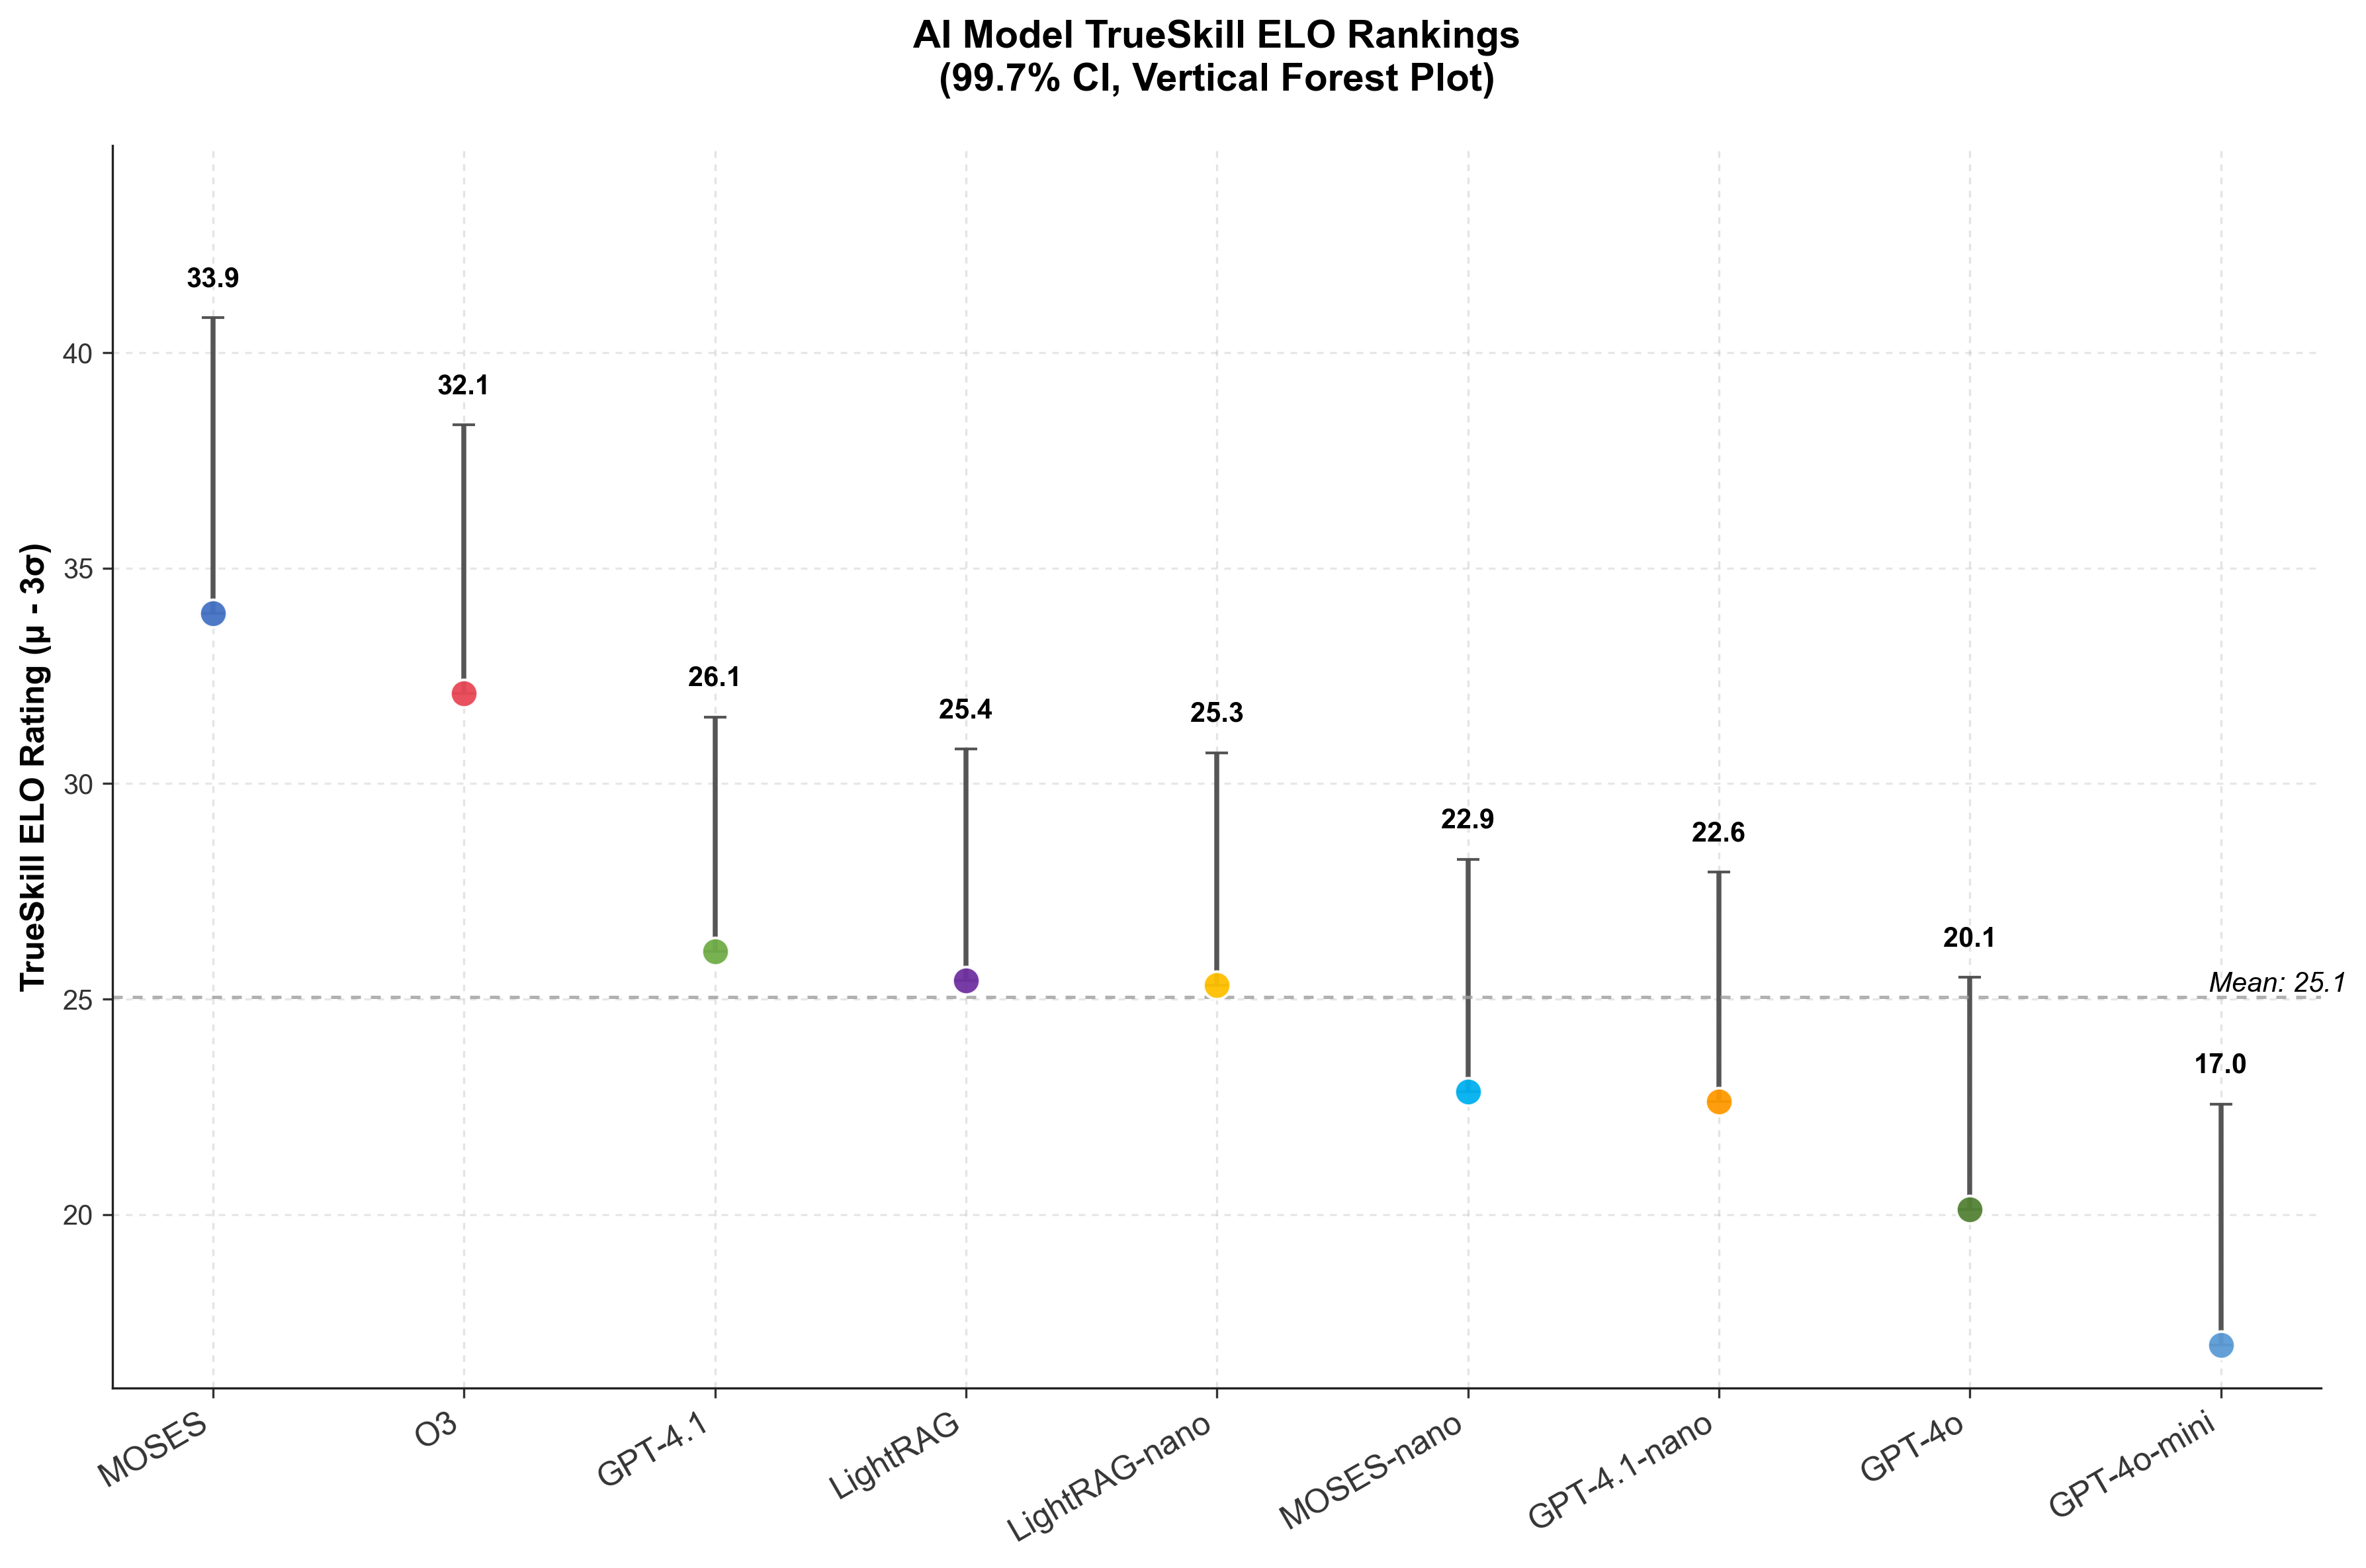 AI Model TrueSkill ELO Rankings
(99.7% CI, Vertical Forest Plot)
TrueSkill ELO Rating (μ - 3σ)
40
35
30
25
20
33.9
32.1
26.1
25.4
25.3
22.9
22.6
20.1
17.0
Mean: 25.1
MOSES
O3
GPT-4.1
LightRAG
LightRAG-nano
MOSES-nano
GPT-4.1-nano
GPT-4o
GPT-4o-mini